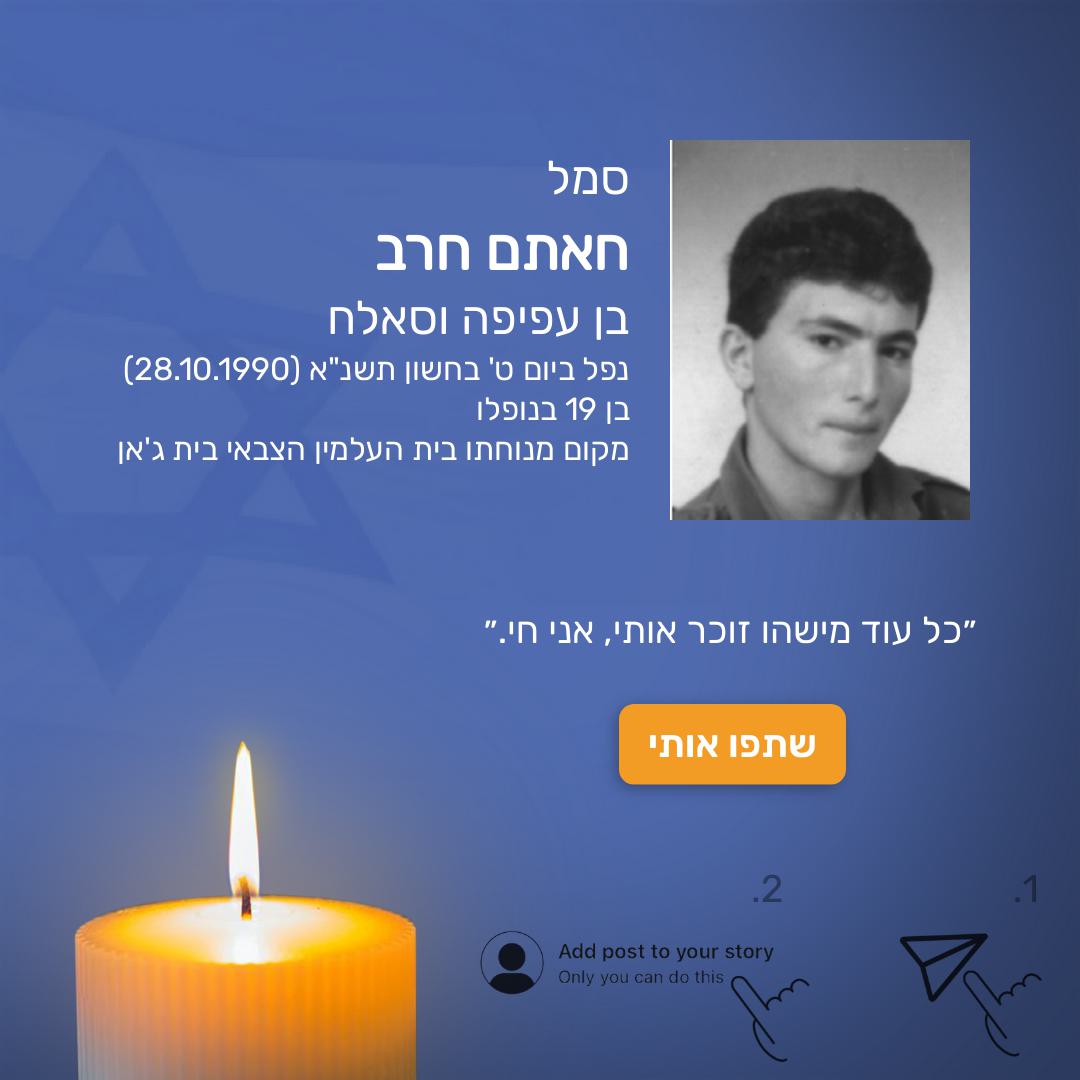 סמל
חאתם חרב
בן עפיפה וסאלח
נפל ביום ט' בחשון תשנ"א (28.10.1990)
בן 19 בנופלו
מקום מנוחתו בית העלמין הצבאי בית ג'אן
״כל עוד מישהו זוכר אותי, אני חי.״
שתפו אותי
.1
.2
Add post to your story
Only you can do this